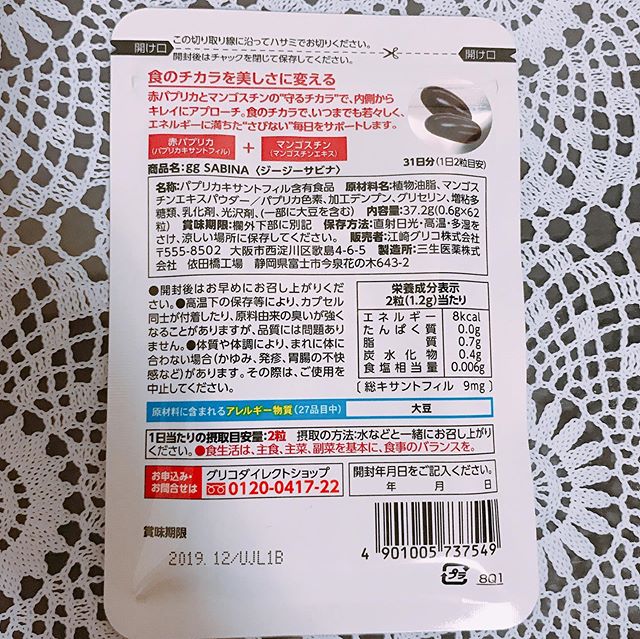 この切り取り線に沿ってハサミでお切りください。
開け口
開け口
開封後はチャックを閉じて保存してください。
食のチカラを美しさに変える
赤パプリカとマンゴスチンの"守るチカラ"で、内側から
キレイにアプローチ。食のチカラで、いつまでも若々しく、
エネルギーに満ちた"さびない"毎日をサポートします。
赤パプリカ
(パプリカキサントフィル)
+
マンゴスチン
(マンゴスチンエキス)
31日分(1日2粒目安)
商品名:gg SABINA〈ジージーサビナ〉
名称:パプリカキサントフィル含有食品 原材料名:植物油脂、マンゴス
チンエキスパウダー/パプリカ色素、加工デンプン、グリセリン、増粘多
糖類、乳化剤、光沢剤、(一部に大豆を含む) 内容量:37.2g(0.6g×62
粒) 賞味期限:欄外下部に別記 保存方法:直射日光・高温・多湿を
さけ、涼しい場所に保存してください。 販売者:江崎グリコ株式会社
〒555-8502 大阪市西淀川区歌島4-6-5 製造所:三生医薬株式会
社 依田橋工場 静岡県富士市今泉花の木643-2
●開封後はお早めにお召し上がりく
ださい。●高温下の保存等により、カプセル
同士が付着したり、原料由来の臭いが強く
なることがありますが、品質には問題あり
ません。●体質や体調により、まれに体に
合わない場合(かゆみ、発疹、胃腸の不快
感など)があります。その際は、ご使用を
中止してください。
栄養成分表示
2粒(1.2g)当たり
エネルギー 8kcal
たんぱく質 0.0g
脂質 0.7g
炭水化物 0.4g
食塩相当量 0.006g
〔総キサントフィル 9mg〕
原材料に含まれるアレルギー物質(27品目中) 大豆
1日当たりの摂取目安量:2粒 摂取の方法:水などと一緒にお召し上がり
ください。●食生活は、主食、主菜、副菜を基本に、食事のバランスを。
お申込み・
お問合せは
グリコダイレクトショップ
0120-0417-22
開封年月日をご記入ください。
年 月 日
賞味期限
2019.12/UJL1B
4 901005 737549
プラ
801